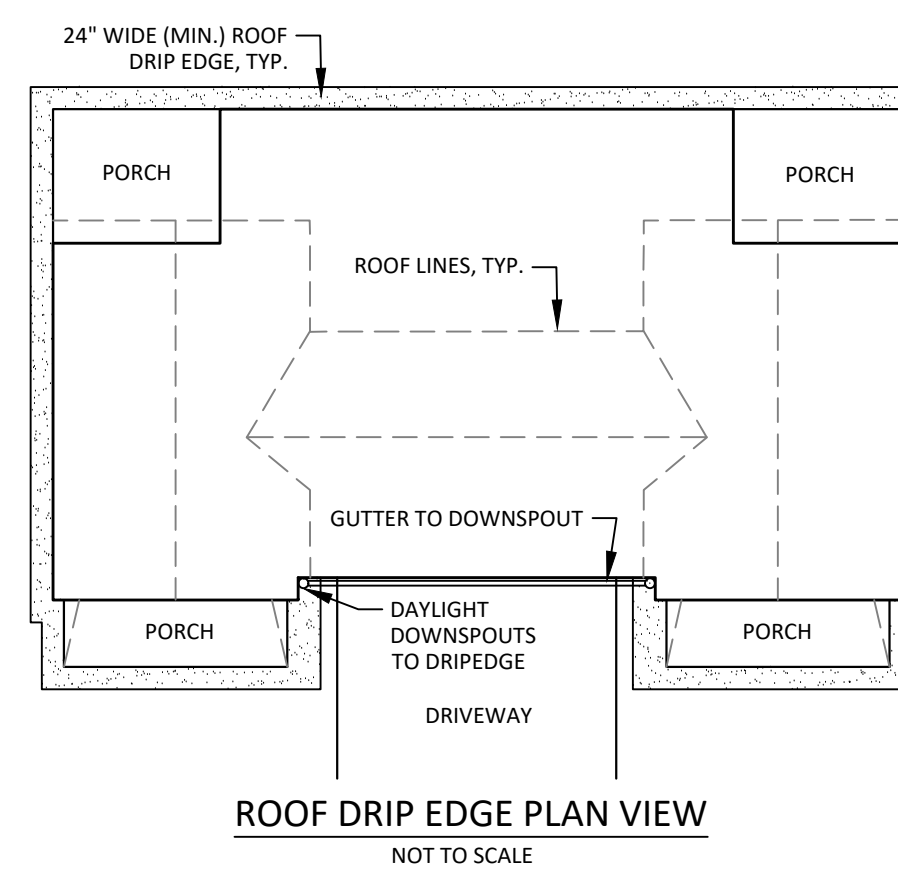 24" WIDE (MIN.) ROOF
DRIP EDGE, TYP.
PORCH
PORCH
ROOF LINES, TYP.
GUTTER TO DOWNSPOUT
DAYLIGHT
DOWNSPOUTS
TO DRIPEDGE
PORCH
PORCH
DRIVEWAY
ROOF DRIP EDGE PLAN VIEW
NOT TO SCALE